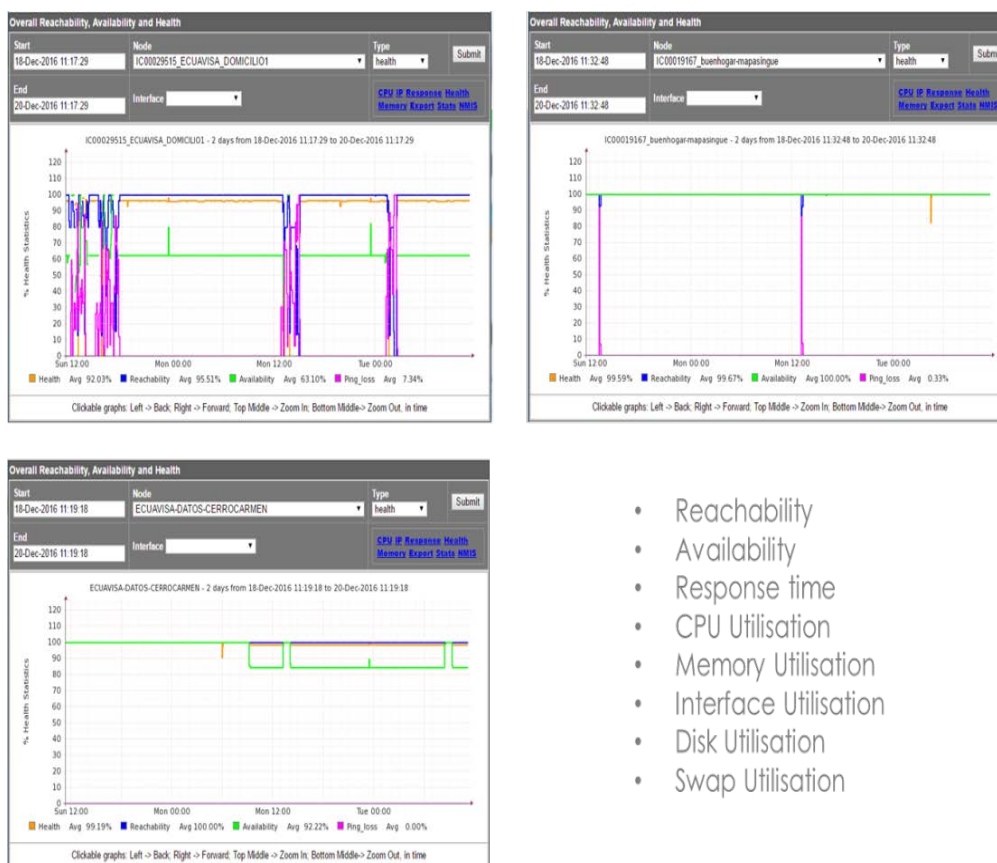 Overall Reachability, Availability and Health
Start Node Type
18-Dec-2016 11:17:29 IC00029515_ECUAVISA_DOMICILIO1 health Submit
End
20-Dec-2016 11:17:29 Interface CPU IP Response Health
Memory Export Stats NMIS
IC00029515_ECUAVISA_DOMICILIO1 - 2 days from 18-Dec-2016 11:17:29 to 20-Dec-2016 11:17:29
% Health Statistics
120
110
100
90
80
70
60
50
40
30
20
10
0
Sun 12:00 Mon 00:00 Mon 12:00 Tue 00:00
Health Avg 92.03% Reachability Avg 95.51% Availability Avg 63.10% Ping_loss Avg 7.34%
Clickable graphs: Left -> Back; Right -> Forward; Top Middle -> Zoom In; Bottom Middle-> Zoom Out, in time
Overall Reachability, Availability and Health
Start Node Type
18-Dec-2016 11:32:48 IC00019167_buenhogar-mapasingue health Subm
End
20-Dec-2016 11:32:48 Interface CPU IP Response Health
Memory Export Stats NMIS
IC00019167_buenhogar-mapasingue - 2 days from 18-Dec-2016 11:32:48 to 20-Dec-2016 11:32:48
% Health Statistics
120
110
100
90
80
70
60
50
40
30
20
10
0
Sun 12:00 Mon 00:00 Mon 12:00 Tue 00:00
Health Avg 99.59% Reachability Avg 99.67% Availability Avg 100.00% Ping_loss Avg 0.33%
Clickable graphs: Left -> Back; Right -> Forward; Top Middle -> Zoom In; Bottom Middle-> Zoom Out, in time
Overall Reachability, Availability and Health
Start Node Type
18-Dec-2016 11:19:18 ECUAVISA-DATOS-CERROCARMEN health Submit
End
20-Dec-2016 11:19:18 Interface CPU IP Response Health
Memory Export Stats NMIS
ECUAVISA-DATOS-CERROCARMEN - 2 days from 18-Dec-2016 11:19:18 to 20-Dec-2016 11:19:18
% Health Statistics
120
110
100
90
80
70
60
50
40
30
20
10
0
Sun 12:00 Mon 00:00 Mon 12:00 Tue 00:00
Health Avg 99.19% Reachability Avg 100.00% Availability Avg 92.22% Ping_loss Avg 0.00%
Clickable graphs: Left -> Back; Right -> Forward; Top Middle -> Zoom In; Bottom Middle-> Zoom Out, in time
• Reachability
• Availability
• Response time
• CPU Utilisation
• Memory Utilisation
• Interface Utilisation
• Disk Utilisation
• Swap Utilisation